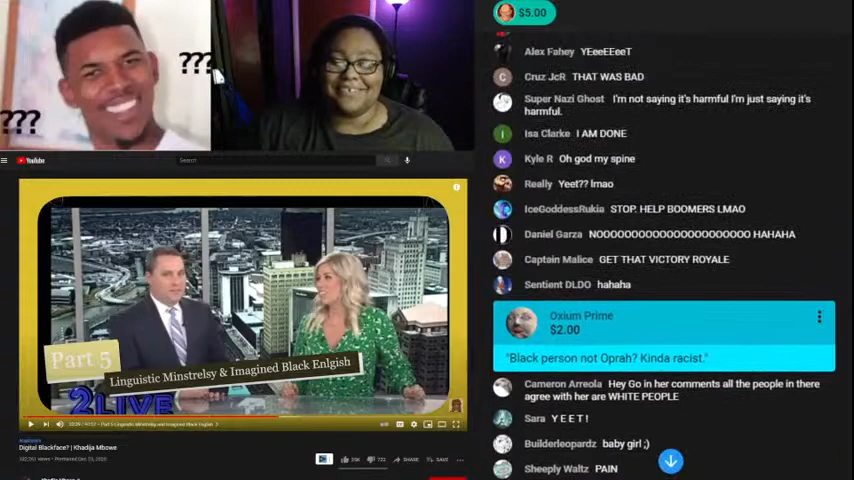 ???
???
YouTube
Search
Part 5
Linguistic Minstrelsy & Imagined Black Enlgish
2LIVE
Digital Blackface? | Khadija Mbowe
SHARE
SAVE
$5.00
Alex Fahey YEeeEEeeT
Cruz JcR THAT WAS BAD
Super Nazi Ghost I'm not saying it's harmful I'm just saying it's
harmful.
Isa Clarke I AM DONE
Kyle R Oh god my spine
Really Yeet?? lmao
IceGoddessRukia STOP. HELP BOOMERS LMAO
Daniel Garza NOOOOOOOOOOOOOOOOOOOOO HAHAHA
Captain Malice GET THAT VICTORY ROYALE
Sentient DLDO hahaha
Oxium Prime
$2.00
"Black person not Oprah? Kinda racist."
Cameron Arreola Hey Go in her comments all the people in there
agree with her are WHITE PEOPLE
Sara Y E E T !
Builderleopardz baby girl ;)
Sheeply Waltz PAIN